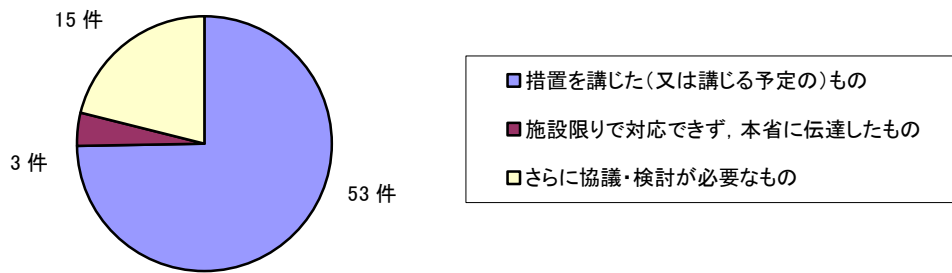 15 件
3 件
53 件
措置を講じた(又は講じる予定の)もの
施設限りで対応できず，本省に伝達したもの
さらに協議・検討が必要なもの